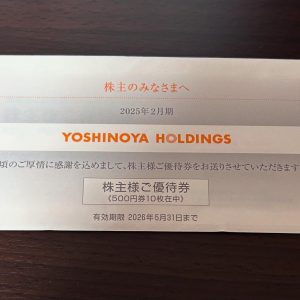 株主のみなさまへ
2025年2月期
YOSHINOYA HOLDINGS
頃のご厚情に感謝を込めまして、株主様ご優待券をお送りさせていただきます
株主様ご優待券
《500円券10枚在中》
有効期限 2026年5月31日まで